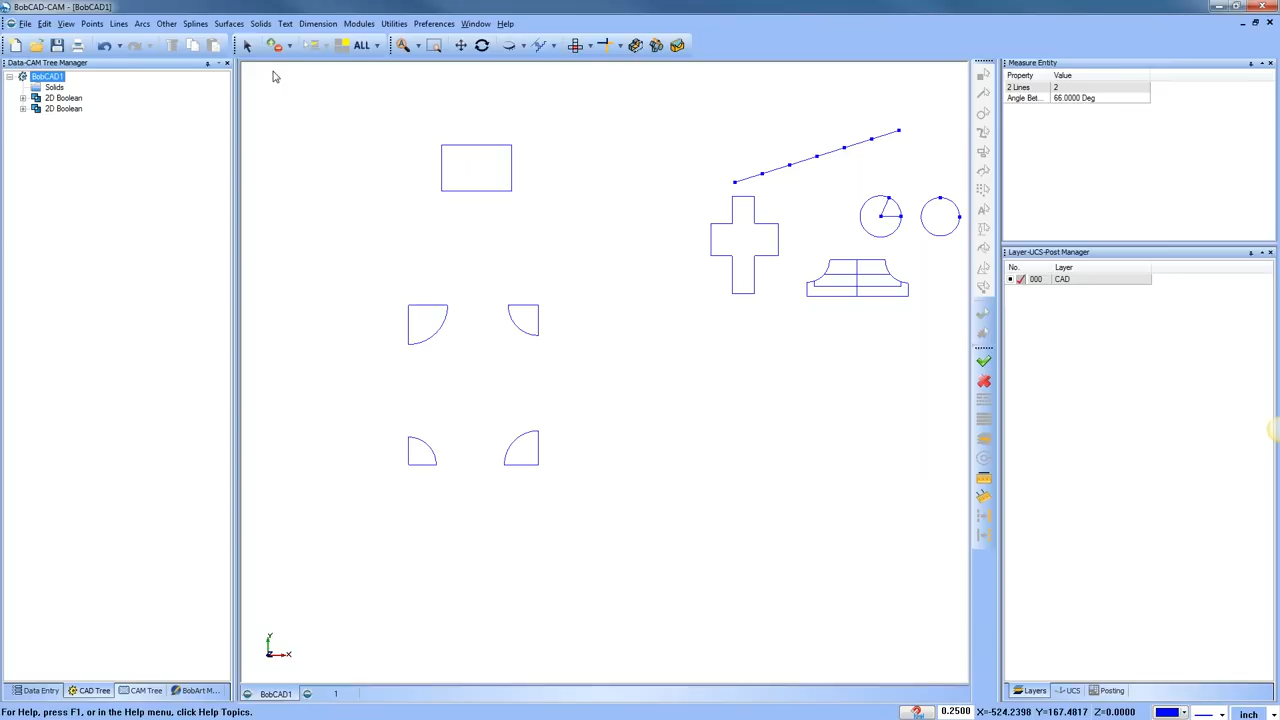 BobCAD-CAM - [BobCAD1]
File Edit View Points Lines Arcs Other Splines Surfaces Solids Text Dimension Modules Utilities Preferences Window Help
ALL
Data-CAM Tree Manager
BobCAD1
Solids
2D Boolean
2D Boolean
Measure Entity
Property Value
2 Lines 2
Angle Bet... 66.0000 Deg
Layer-UCS-Post Manager
No. Layer
000 CAD
Y
Z X
Data Entry CAD Tree CAM Tree BobArt M...
BobCAD1 1
Layers UCS Posting
For Help, press F1, or in the Help menu, click Help Topics.
0.2500 X=-524.2398 Y=167.4817 Z=0.0000 inch